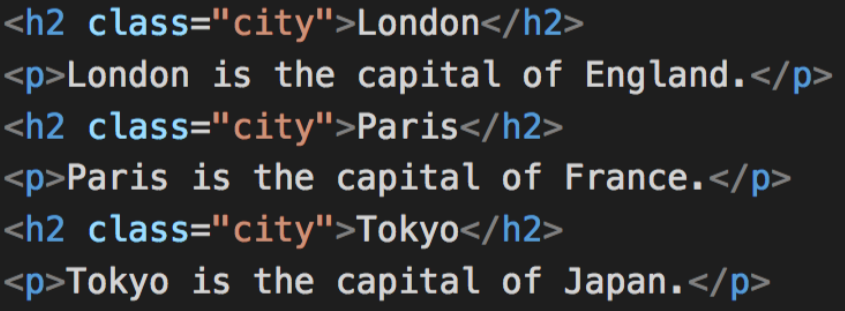 <h2 class="city">London</h2>
<p>London is the capital of England.</p>
<h2 class="city">Paris</h2>
<p>Paris is the capital of France.</p>
<h2 class="city">Tokyo</h2>
<p>Tokyo is the capital of Japan.</p>